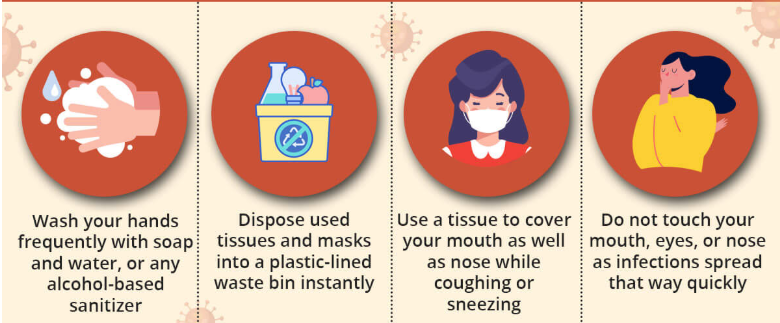 Wash your hands
frequently with soap
and water, or any
alcohol-based
sanitizer
Dispose used
tissues and masks
into a plastic-lined
waste bin instantly
Use a tissue to cover
your mouth as well
as nose while
coughing or
sneezing
Do not touch your
mouth, eyes, or nose
as infections spread
that way quickly